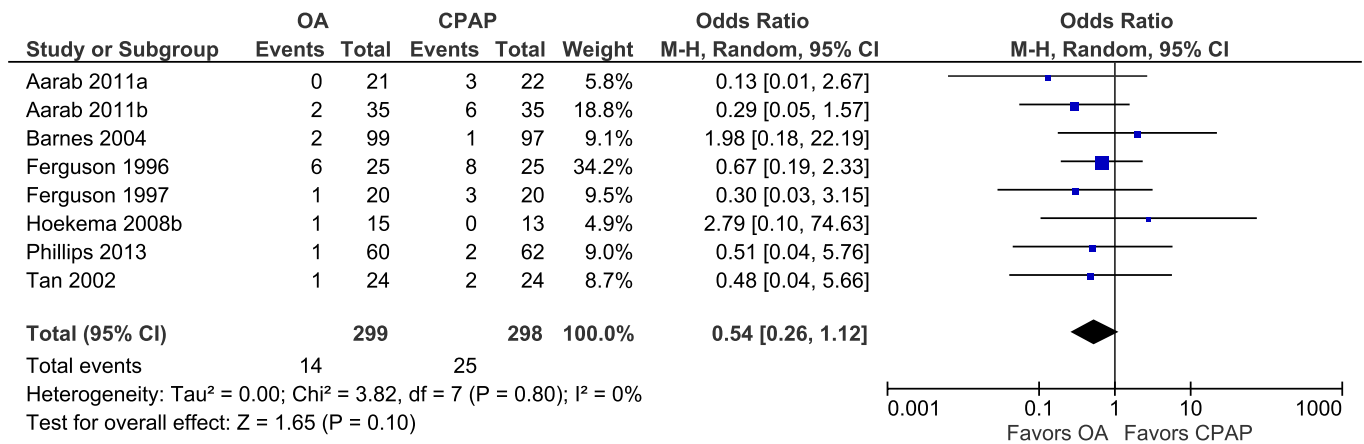 OA CPAP Odds Ratio Odds Ratio
Study or Subgroup Events Total Events Total Weight M-H, Random, 95% CI M-H, Random, 95% CI
Aarab 2011a 0 21 3 22 5.8% 0.13 [0.01, 2.67]
Aarab 2011b 2 35 6 35 18.8% 0.29 [0.05, 1.57]
Barnes 2004 2 99 1 97 9.1% 1.98 [0.18, 22.19]
Ferguson 1996 6 25 8 25 34.2% 0.67 [0.19, 2.33]
Ferguson 1997 1 20 3 20 9.5% 0.30 [0.03, 3.15]
Hoekema 2008b 1 15 0 13 4.9% 2.79 [0.10, 74.63]
Phillips 2013 1 60 2 62 9.0% 0.51 [0.04, 5.76]
Tan 2002 1 24 2 24 8.7% 0.48 [0.04, 5.66]
Total (95% CI) 299 298 100.0% 0.54 [0.26, 1.12]
Total events 14 25
Heterogeneity: Tau² = 0.00; Chi² = 3.82, df = 7 (P = 0.80); I² = 0%
Test for overall effect: Z = 1.65 (P = 0.10)
0.001 0.1 1 10 1000
Favors OA Favors CPAP